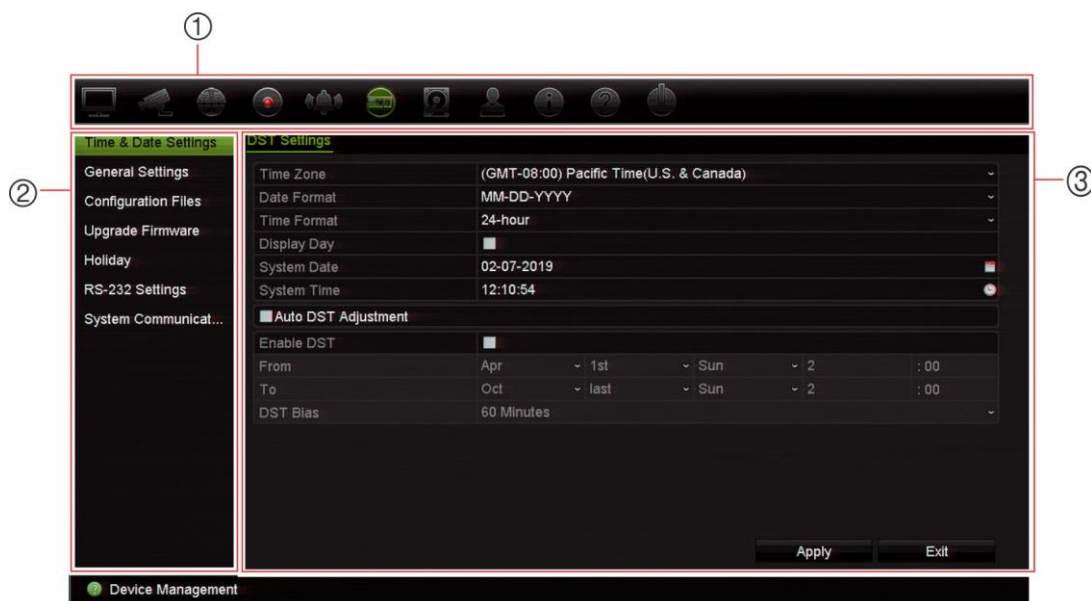 ①
Time & Date Settings
General Settings
Configuration Files
Upgrade Firmware
Holiday
RS-232 Settings
System Communicat...
②
DST Settings
Time Zone (GMT-08:00) Pacific Time(U.S. & Canada)
Date Format MM-DD-YYYY
Time Format 24-hour
Display Day
System Date 02-07-2019
System Time 12:10:54
Auto DST Adjustment
Enable DST
From Apr 1st Sun 2 : 00
To Oct last Sun 2 : 00
DST Bias 60 Minutes
③
Apply Exit
Device Management